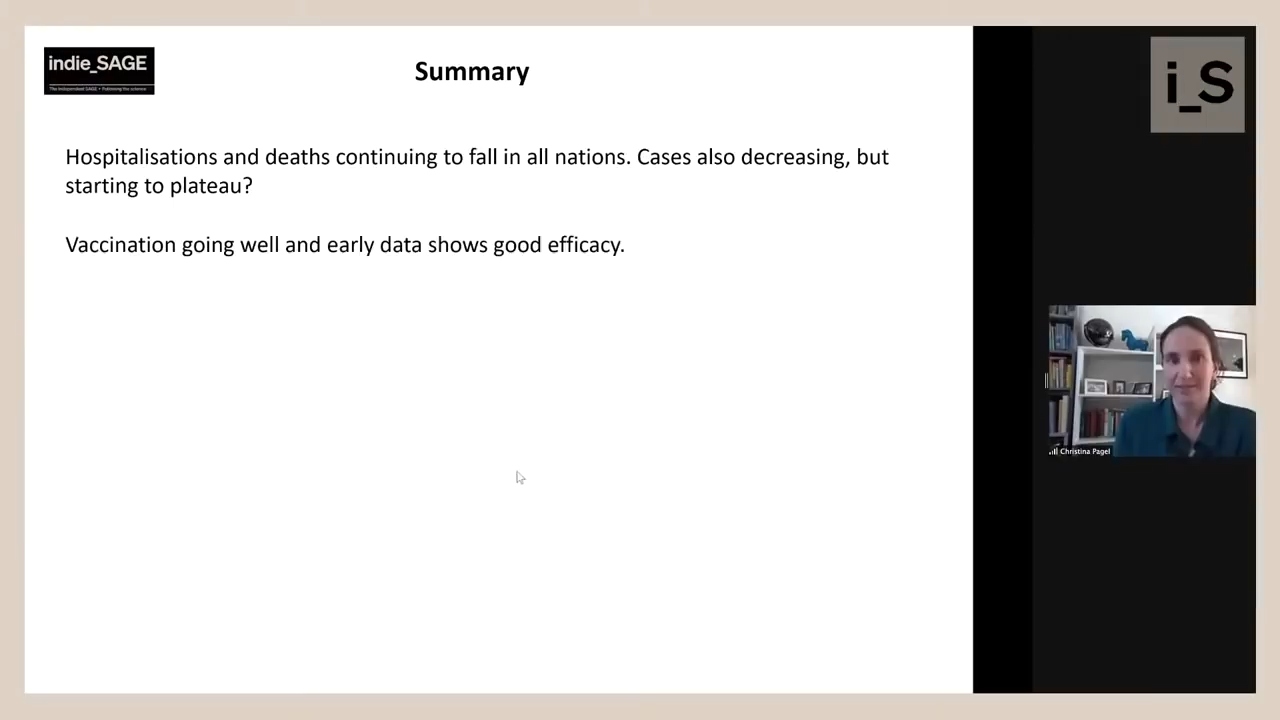 indie_SAGE
The Independent SAGE • Following the science
Summary
i_S
Hospitalisations and deaths continuing to fall in all nations. Cases also decreasing, but
starting to plateau?
Vaccination going well and early data shows good efficacy.
Christina Pagel